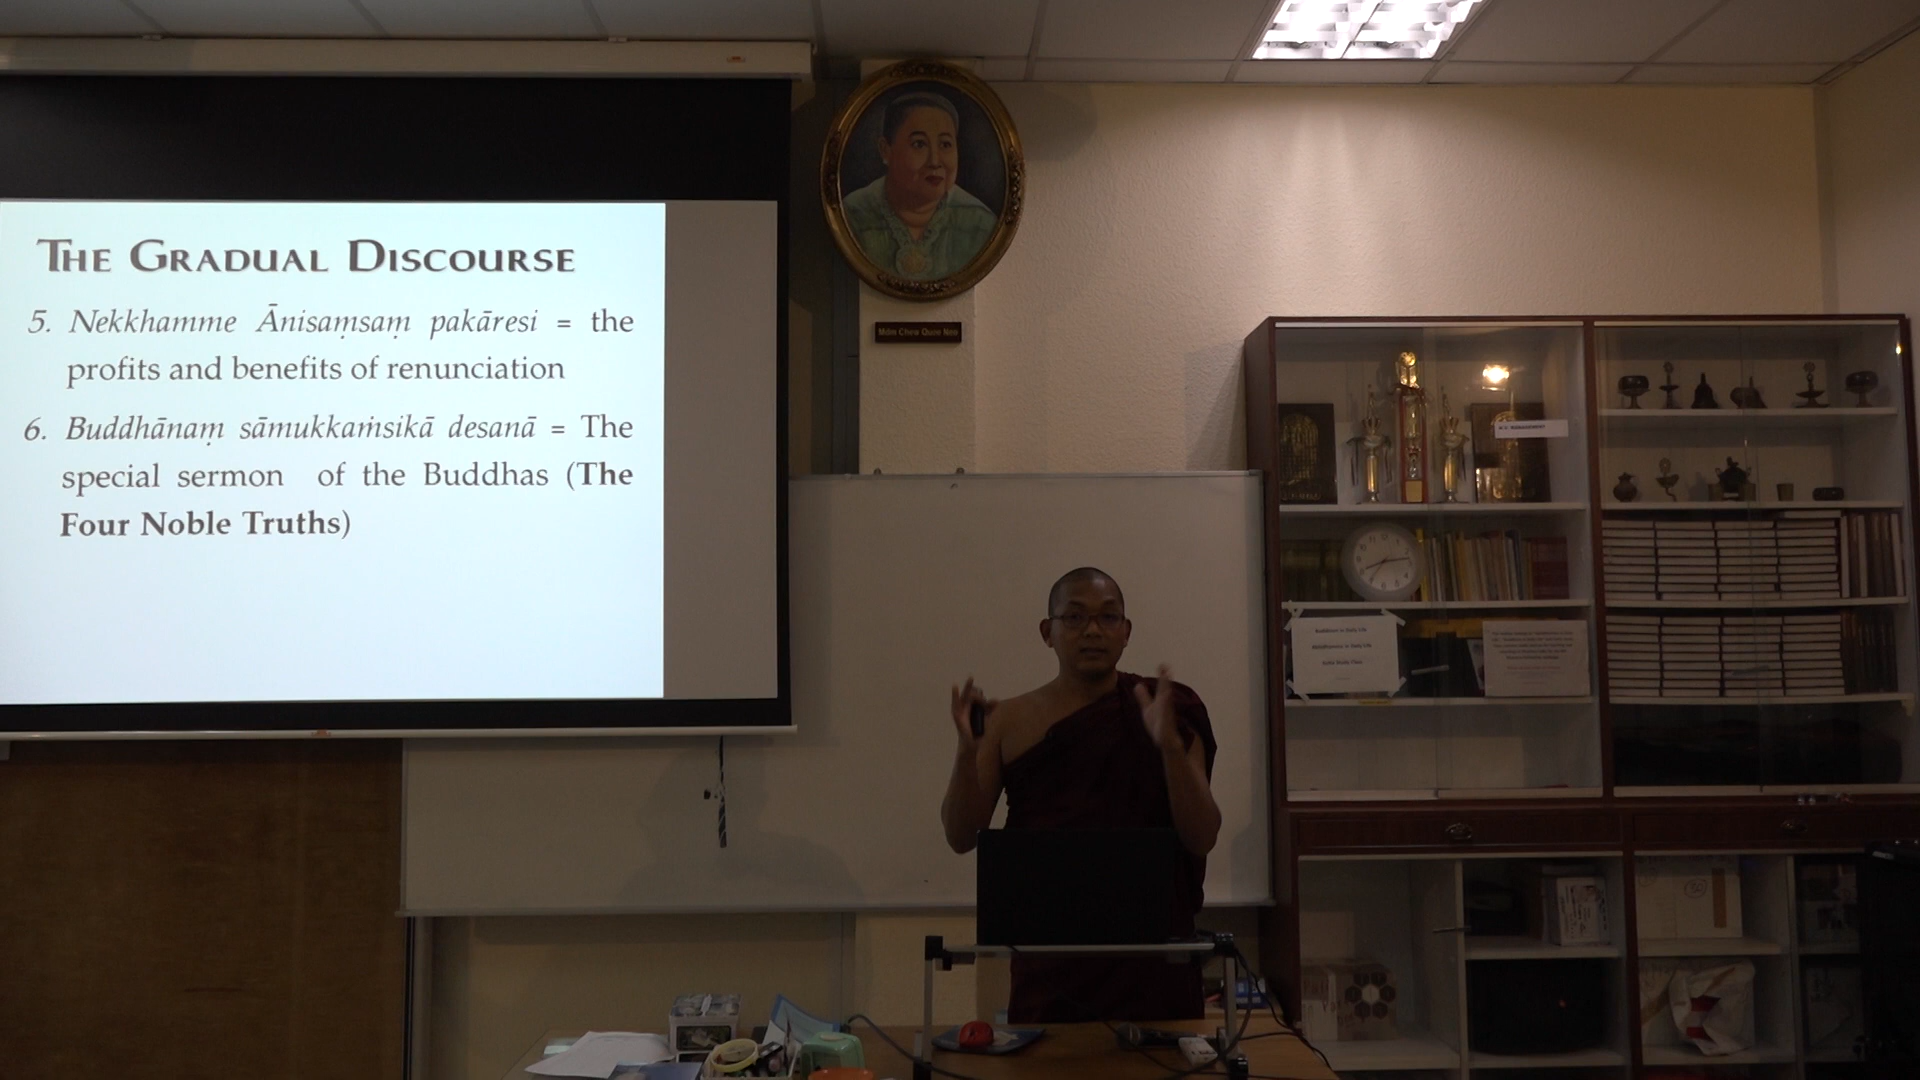 THE GRADUAL DISCOURSE
5. Nekkhamme Ānisaṃsaṃ pakāresi = the
profits and benefits of renunciation
6. Buddhānaṃ sāmukkaṁsikā desanā = The
special sermon of the Buddhas (The
Four Noble Truths)